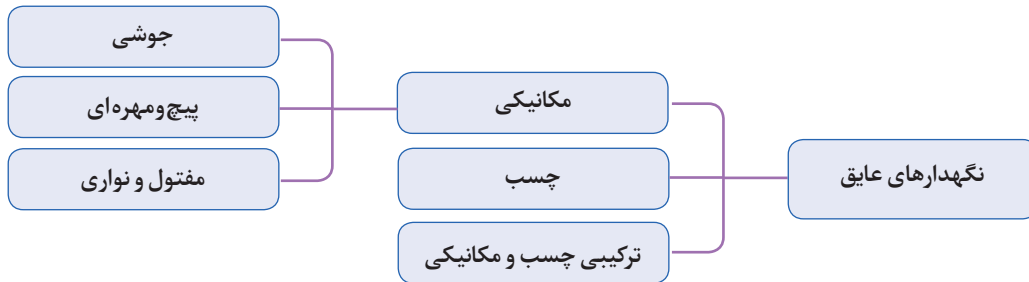 نگهدارهای عایق
مکانیکی
چسب
ترکیبی چسب و مکانیکی
جوشی
پیچ‌ومهره‌ای
مفتول و نواری